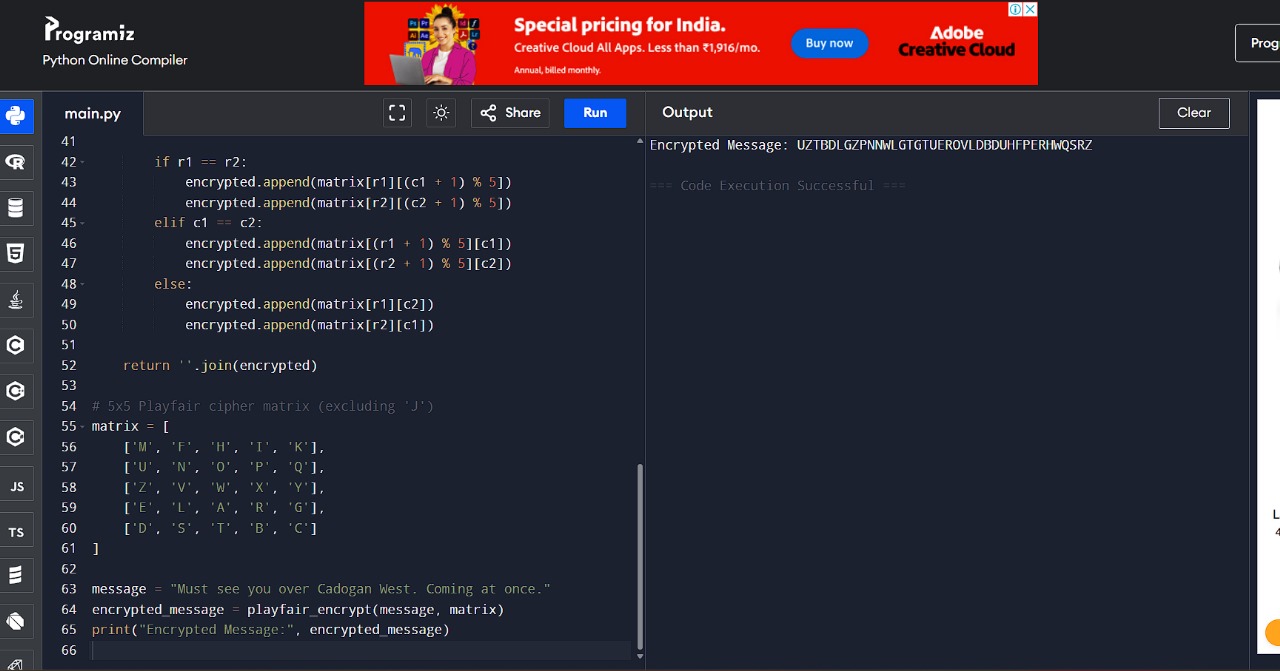 Programiz
Python Online Compiler
Special pricing for India.
Creative Cloud All Apps. Less than ₹1,916/mo.
Annual, billed monthly.
Buy now
Adobe
Creative Cloud
Prog
main.py
Share
Run
Output
Clear
41
42 if r1 == r2:
43 encrypted.append(matrix[r1][(c1 + 1) % 5])
44 encrypted.append(matrix[r2][(c2 + 1) % 5])
45 elif c1 == c2:
46 encrypted.append(matrix[(r1 + 1) % 5][c1])
47 encrypted.append(matrix[(r2 + 1) % 5][c2])
48 else:
49 encrypted.append(matrix[r1][c2])
50 encrypted.append(matrix[r2][c1])
51
52 return ''.join(encrypted)
53
54 # 5x5 Playfair cipher matrix (excluding 'J')
55 matrix = [
56 ['M', 'F', 'H', 'I', 'K'],
57 ['U', 'N', 'O', 'P', 'Q'],
58 ['Z', 'V', 'W', 'X', 'Y'],
59 ['E', 'L', 'A', 'R', 'G'],
60 ['D', 'S', 'T', 'B', 'C']
61 ]
62
63 message = "Must see you over Cadogan West. Coming at once."
64 encrypted_message = playfair_encrypt(message, matrix)
65 print("Encrypted Message:", encrypted_message)
66
Encrypted Message: UZTBDLGZPNNWLGTGTUEROVLDBDUHFPERHWQSRZ
=== Code Execution Successful ===
JS
TS
L
4